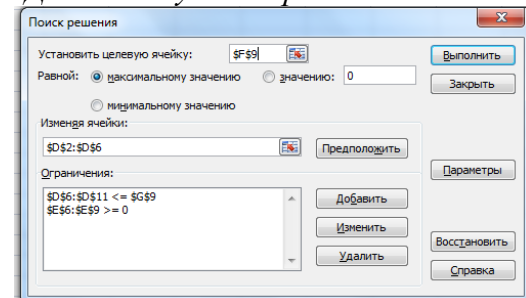 Поиск решения
Установить целевую ячейку: $F$9 Выполнить
Равной: максимальному значению значению: 0 Закрыть
минимальному значению
Изменяя ячейки:
$D$2:$D$6 Предположить
Ограничения: Параметры
$D$6:$D$11 <= $G$9 Добавить
$E$6:$E$9 >= 0
Изменить
Восстановить
Удалить
Справка